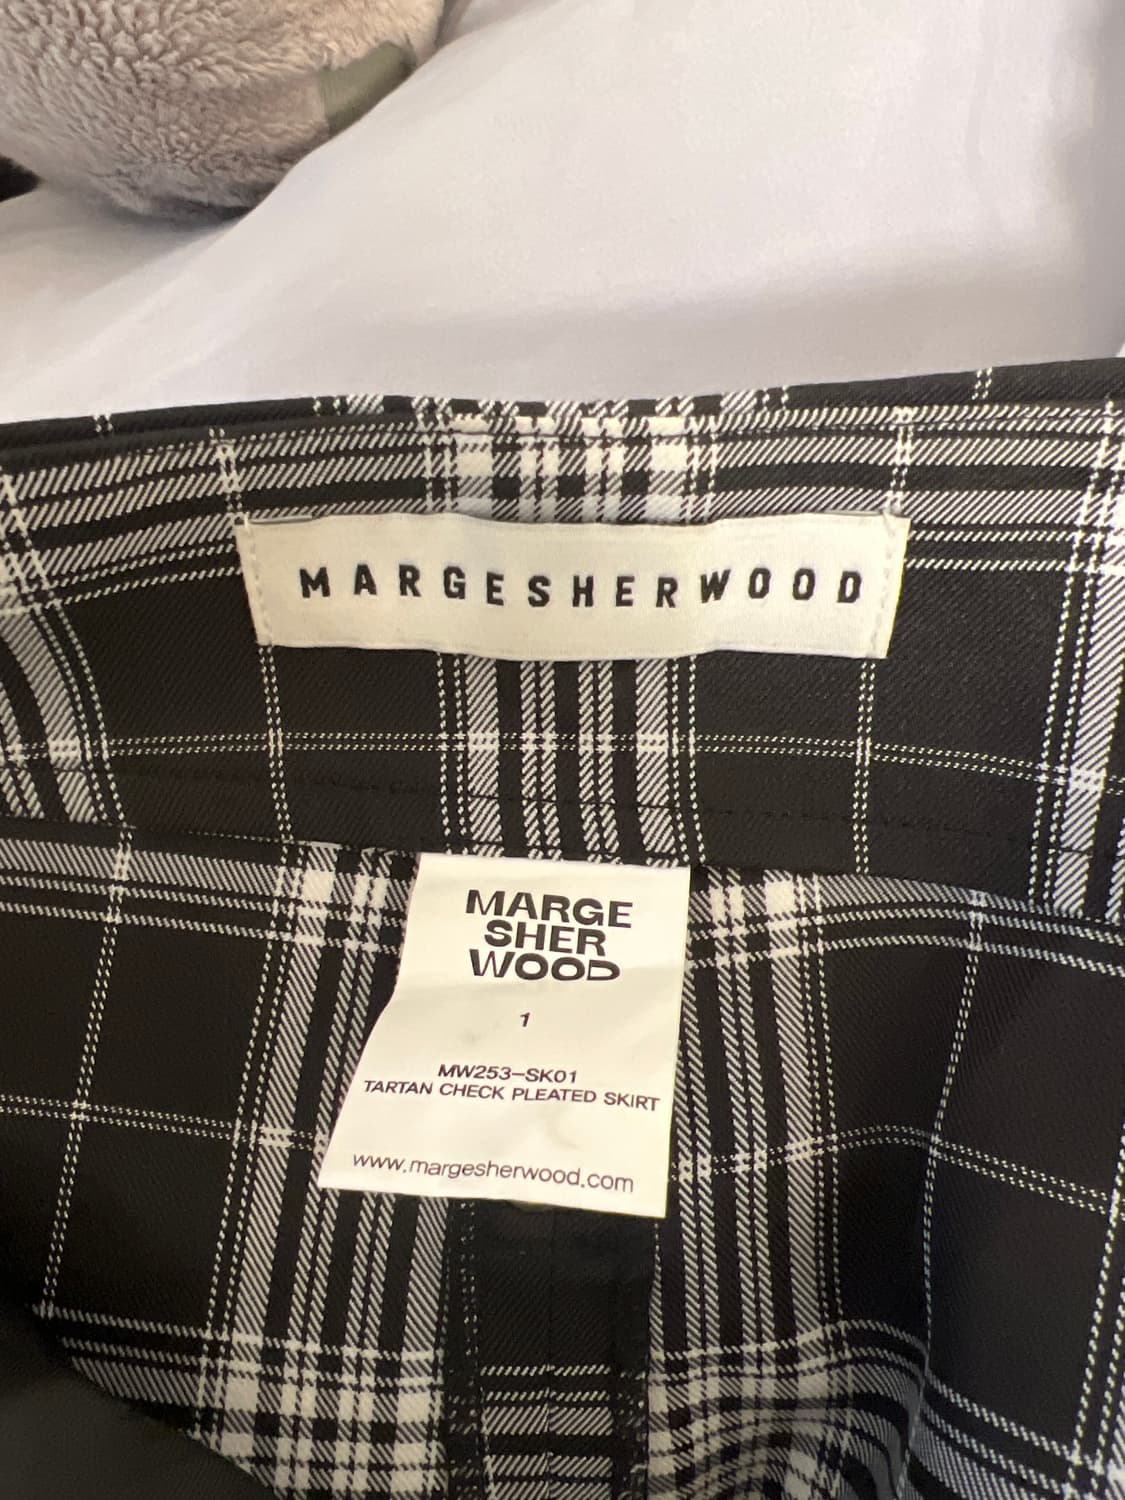 MARGESHERWOOD
MARGE
SHER
WOOD
1
MW253-SK01
TARTAN CHECK PLEATED SKIRT
www.margesherwood.com